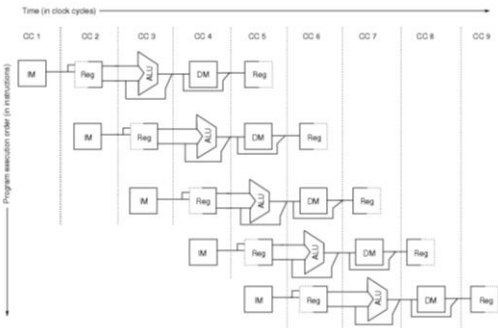 Time (in clock cycles)
CC 1 CC 2 CC 3 CC 4 CC 5 CC 6 CC 7 CC 8 CC 9
Program execution order (in instructions)
IM Reg ALU DM Reg
IM Reg ALU DM Reg
IM Reg ALU DM Reg
IM Reg ALU DM Reg
IM Reg ALU DM Reg